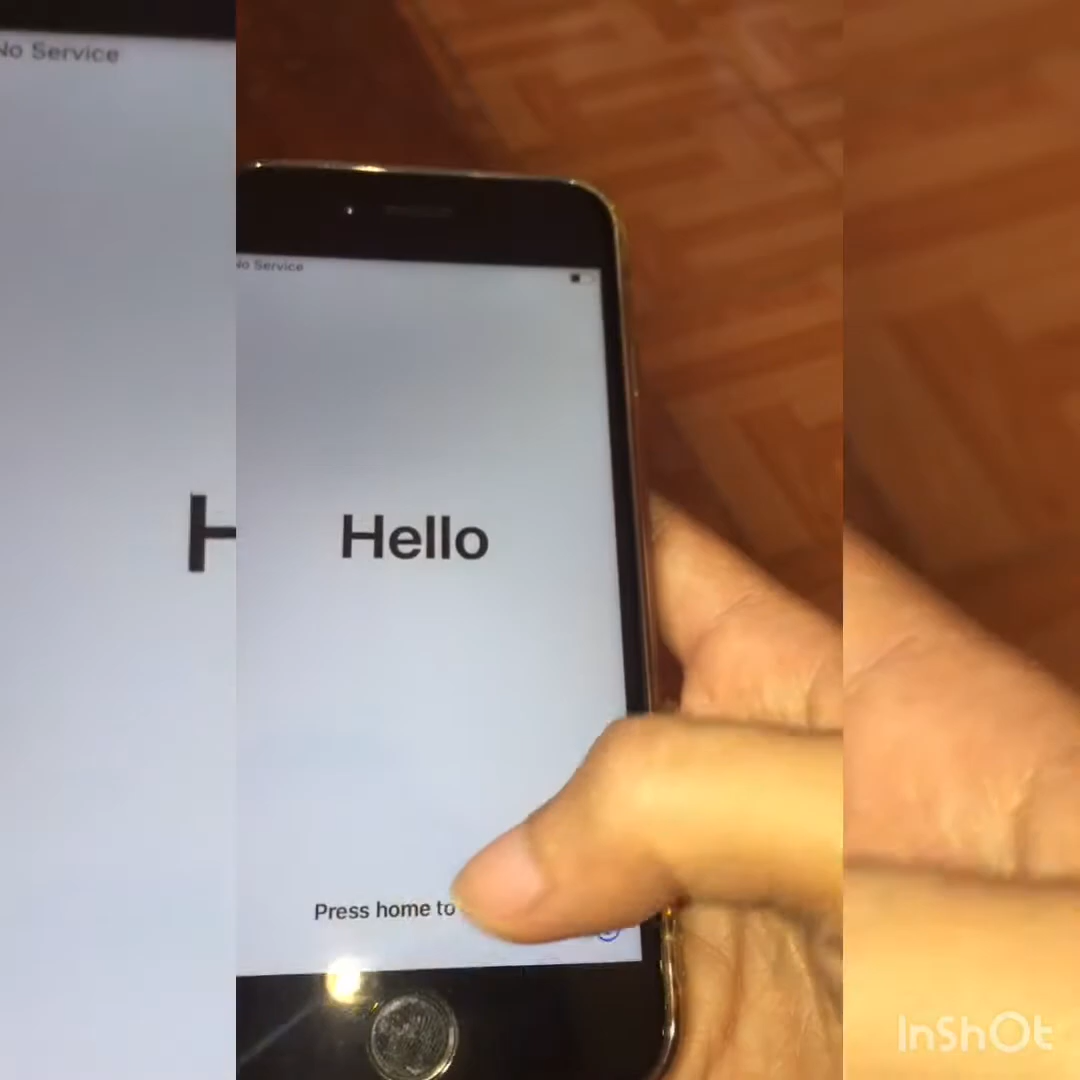 No Service
No Service
H
Hello
Press home to
InShOt